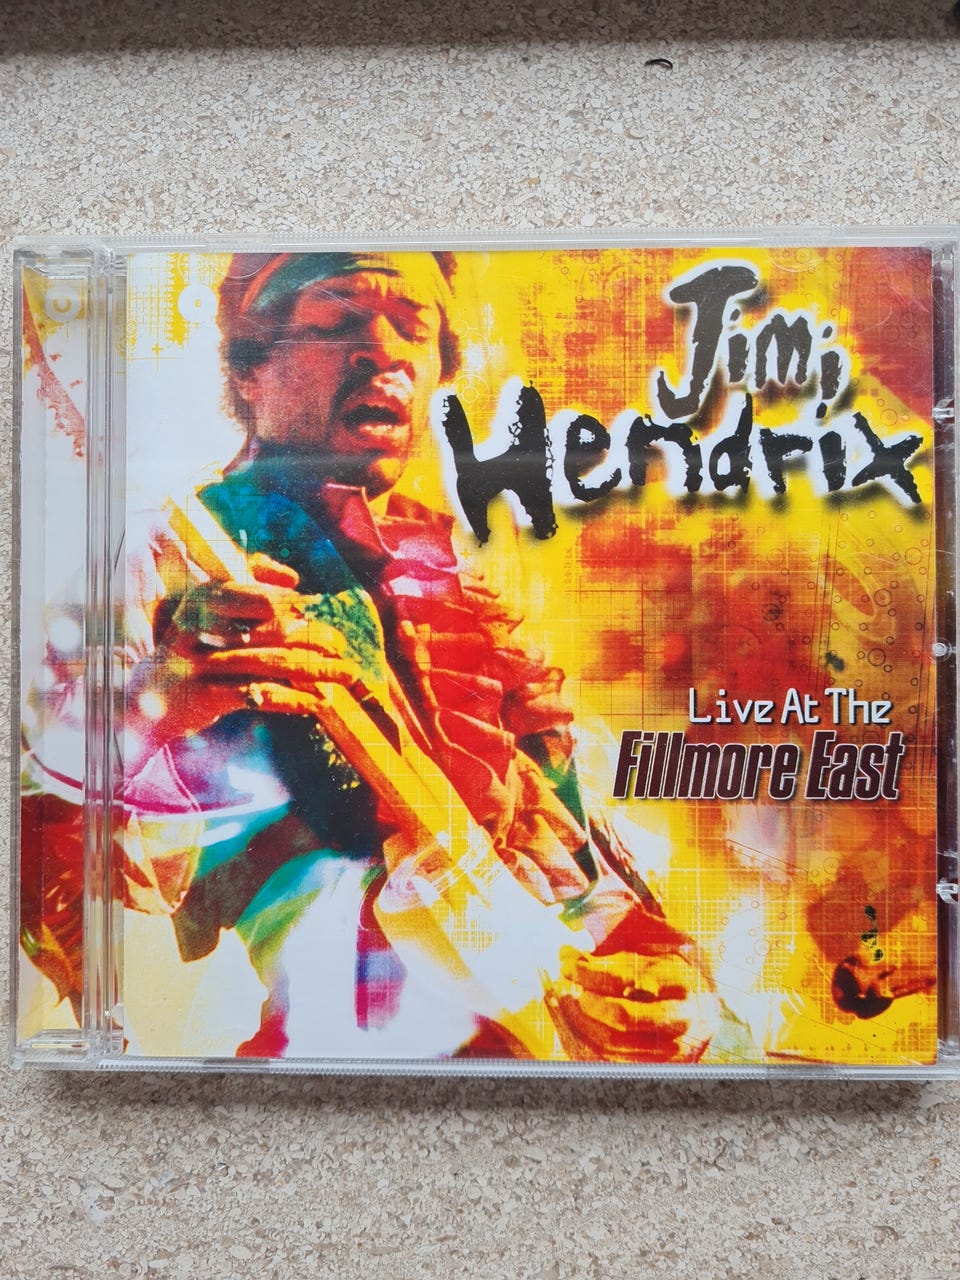 Jimi
Hendrix
Live At The
Fillmore East